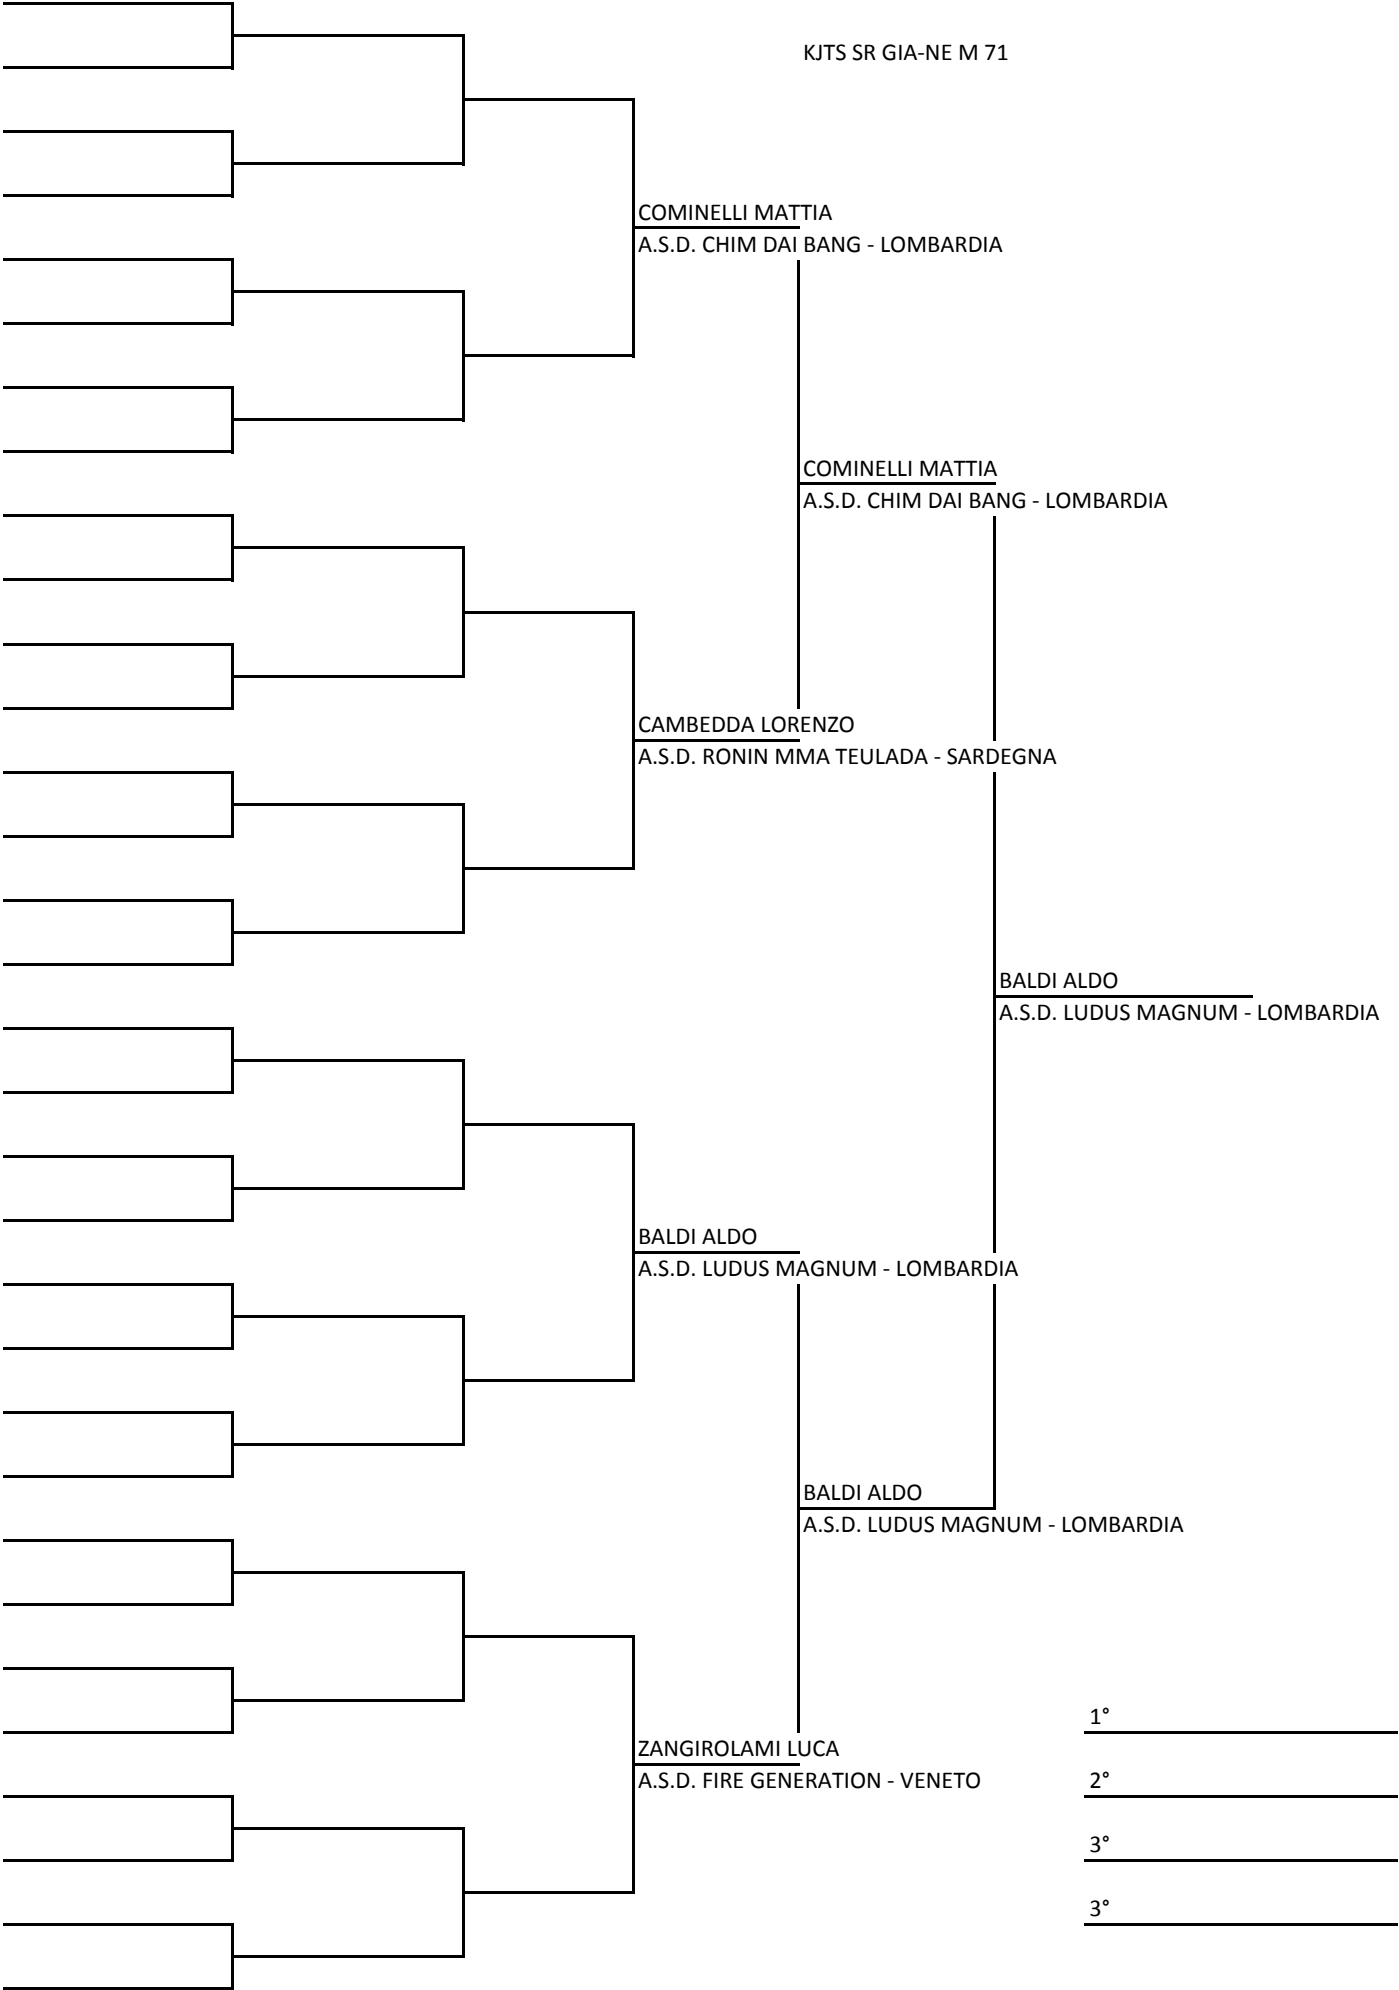 KJTS SR GIA-NE M 71
COMINELLI MATTIA
A.S.D. CHIM DAI BANG - LOMBARDIA
COMINELLI MATTIA
A.S.D. CHIM DAI BANG - LOMBARDIA
CAMBEDDA LORENZO
A.S.D. RONIN MMA TEULADA - SARDEGNA
BALDI ALDO
A.S.D. LUDUS MAGNUM - LOMBARDIA
BALDI ALDO
A.S.D. LUDUS MAGNUM - LOMBARDIA
BALDI ALDO
A.S.D. LUDUS MAGNUM - LOMBARDIA
1°
ZANGIROLAMI LUCA
A.S.D. FIRE GENERATION - VENETO
2°
3°
3°